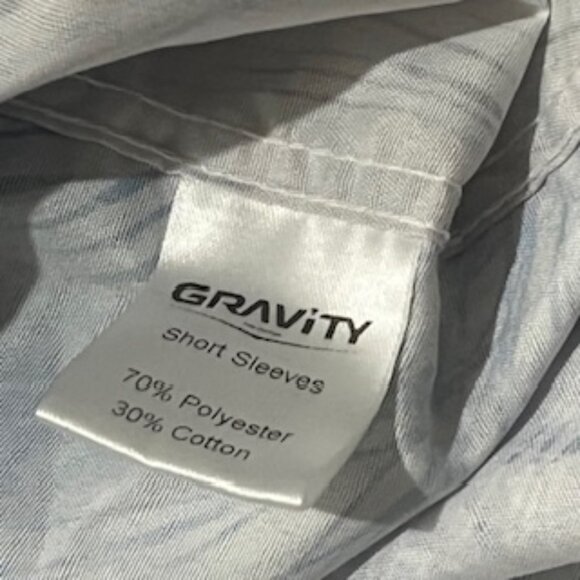 GRAViTY
Short Sleeves
70% Polyester
30% Cotton